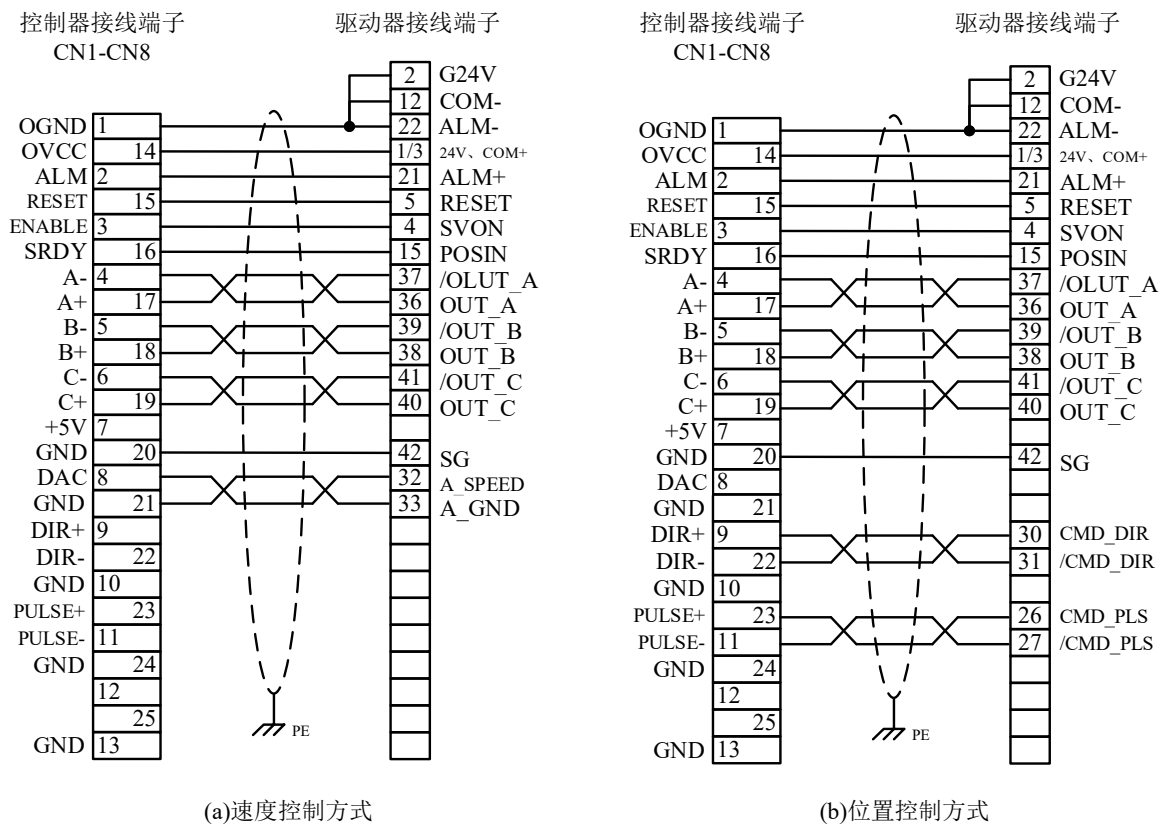 控制器接线端子
CN1-CN8
驱动器接线端子
2 G24V
12 COM-
OGND 1 22 ALM-
OVCC 14 1/3 24V、COM+
ALM 2 21 ALM+
RESET 15 5 RESET
ENABLE 3 4 SVON
SRDY 16 15 POSIN
A- 4 37 /OLUT_A
A+ 17 36 OUT_A
B- 5 39 /OUT_B
B+ 18 38 OUT_B
C- 6 41 /OUT_C
C+ 19 40 OUT_C
+5V 7
GND 20 42 SG
DAC 8 32 A_SPEED
GND 21 33 A_GND
DIR+ 9
DIR- 22
GND 10
PULSE+ 23
PULSE- 11
GND 24
12
25
GND 13
PE
(a)速度控制方式
控制器接线端子
CN1-CN8
驱动器接线端子
2 G24V
12 COM-
OGND 1 22 ALM-
OVCC 14 1/3 24V、COM+
ALM 2 21 ALM+
RESET 15 5 RESET
ENABLE 3 4 SVON
SRDY 16 15 POSIN
A- 4 37 /OLUT_A
A+ 17 36 OUT_A
B- 5 39 /OUT_B
B+ 18 38 OUT_B
C- 6 41 /OUT_C
C+ 19 40 OUT_C
+5V 7
GND 20 42 SG
DAC 8
GND 21
DIR+ 9 30 CMD_DIR
DIR- 22 31 /CMD_DIR
GND 10
PULSE+ 23 26 CMD_PLS
PULSE- 11 27 /CMD_PLS
GND 24
12
25
GND 13
PE
(b)位置控制方式